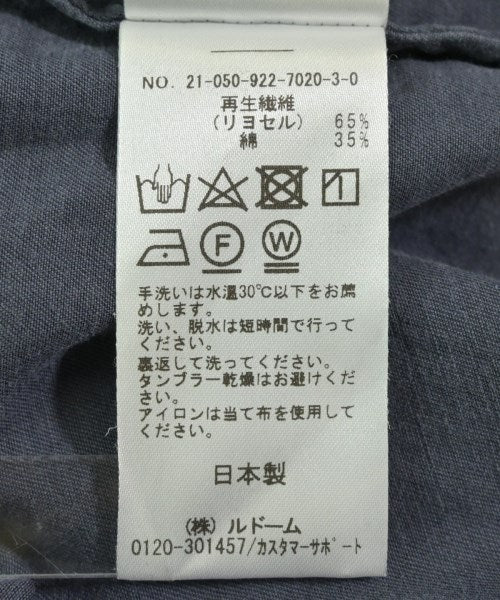 NO. 21-050-922-7020-3-0
再生繊維
(リヨセル) 65%
綿 35%
F W
手洗いは水温30℃以下をお薦
めします。
洗い、脱水は短時間で行って
ください。
裏返して洗ってください。
タンブラー乾燥はお避けくだ
さい。
アイロンは当て布を使用して
ください。
日本製
(株) ルドーム
0120-301457/カスタマーサポート